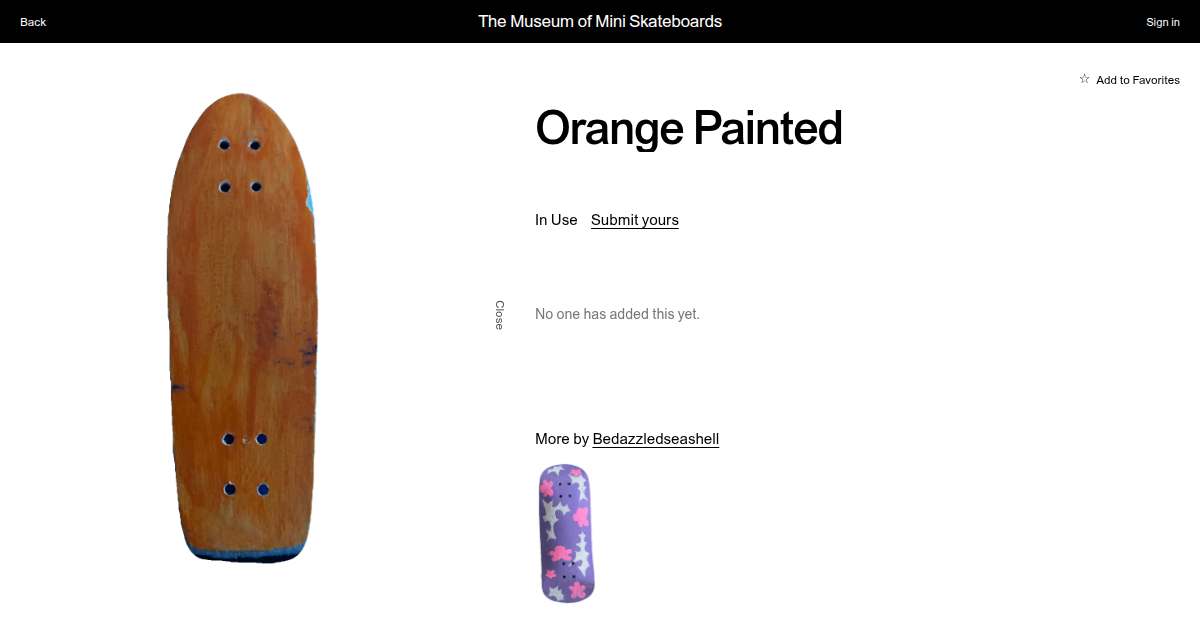 Back
The Museum of Mini Skateboards
Sign in
☆ Add to Favorites
Orange Painted
In Use Submit yours
Close
No one has added this yet.
More by Bedazzledseashell